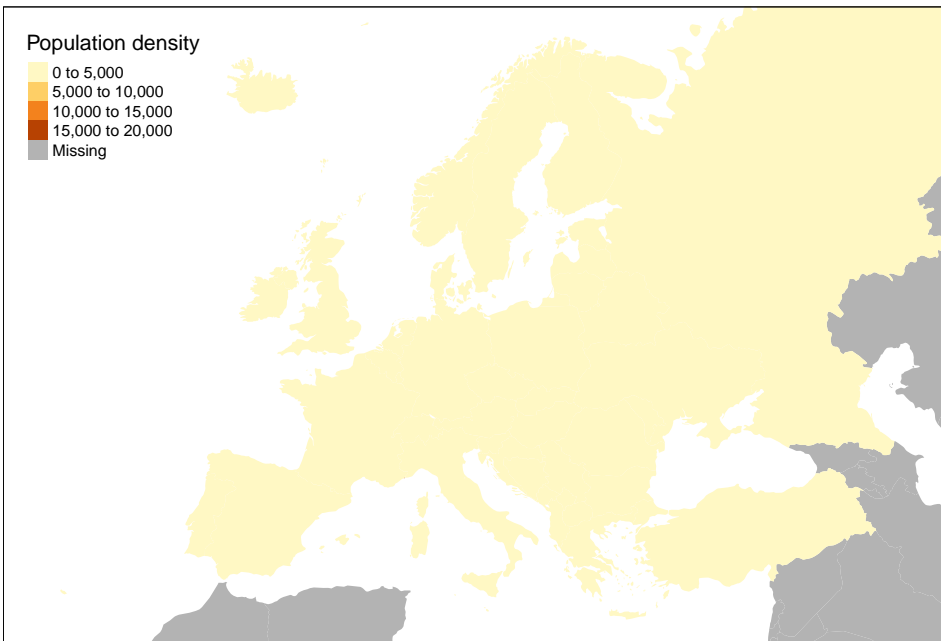 Population density
0 to 5,000
5,000 to 10,000
10,000 to 15,000
15,000 to 20,000
Missing